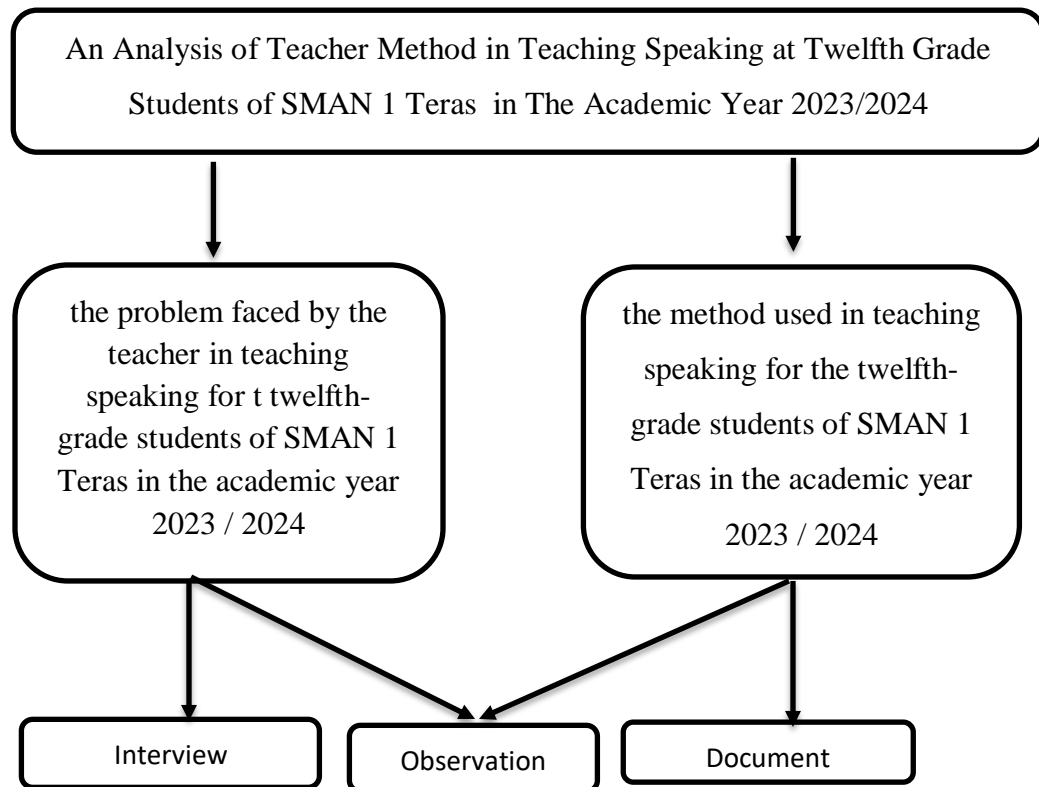 An Analysis of Teacher Method in Teaching Speaking at Twelfth Grade
Students of SMAN 1 Teras in The Academic Year 2023/2024
the problem faced by the
teacher in teaching
speaking for t twelfth-
grade students of SMAN 1
Teras in the academic year
2023 / 2024
the method used in teaching
speaking for the twelfth-
grade students of SMAN 1
Teras in the academic year
2023 / 2024
Interview
Observation
Document